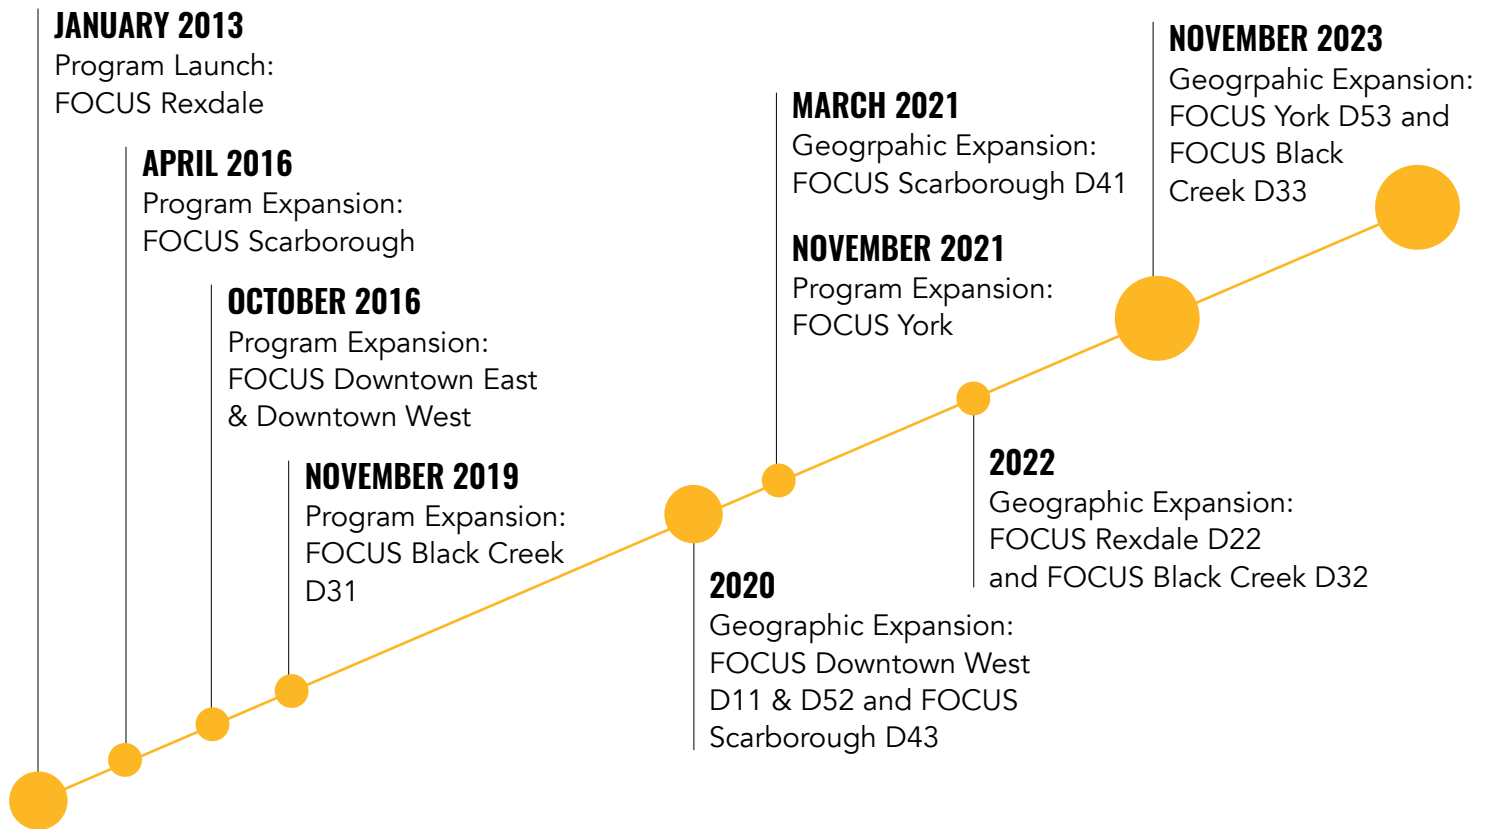 JANUARY 2013
Program Launch:
FOCUS Rexdale
APRIL 2016
Program Expansion:
FOCUS Scarborough
OCTOBER 2016
Program Expansion:
FOCUS Downtown East
& Downtown West
NOVEMBER 2019
Program Expansion:
FOCUS Black Creek
D31
2020
Geographic Expansion:
FOCUS Downtown West
D11 & D52 and FOCUS
Scarborough D43
MARCH 2021
Geogrpahic Expansion:
FOCUS Scarborough D41
NOVEMBER 2021
Program Expansion:
FOCUS York
2022
Geographic Expansion:
FOCUS Rexdale D22
and FOCUS Black Creek D32
NOVEMBER 2023
Geogrpahic Expansion:
FOCUS York D53 and
FOCUS Black
Creek D33